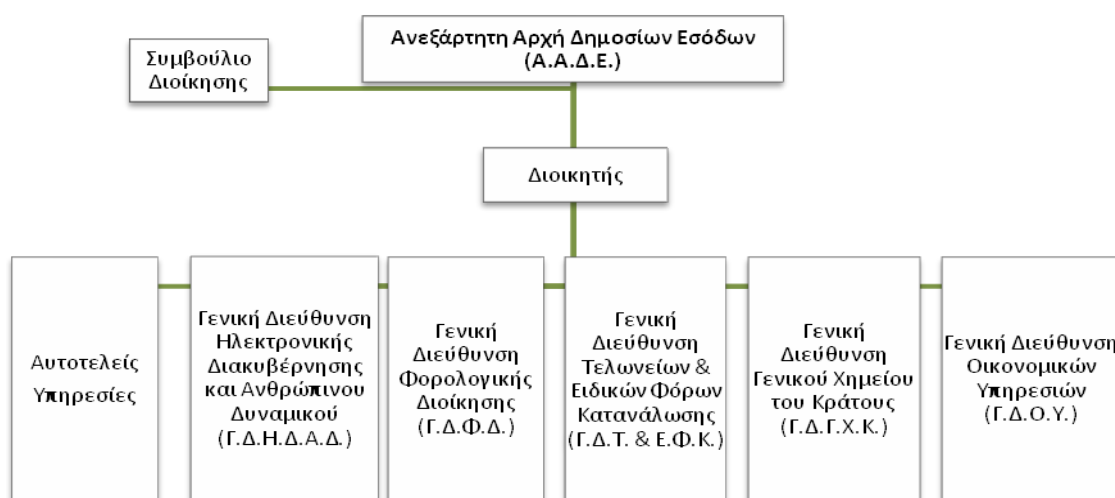 Ανεξάρτητη Αρχή Δημοσίων Εσόδων
(Α.Α.Δ.Ε.)
Συμβούλιο
Διοίκησης
Διοικητής
Αυτοτελείς
Υπηρεσίες
Γενική Διεύθυνση
Ηλεκτρονικής
Διακυβέρνησης
και Ανθρώπινου
Δυναμικού
(Γ.Δ.Η.Δ.Α.Δ.)
Γενική
Διεύθυνση
Φορολογικής
Διοίκησης
(Γ.Δ.Φ.Δ.)
Γενική
Διεύθυνση
Τελωνείων &
Ειδικών Φόρων
Κατανάλωσης
(Γ.Δ.Τ. & Ε.Φ.Κ.)
Γενική
Διεύθυνση
Γενικού Χημείου
του Κράτους
(Γ.Δ.Γ.Χ.Κ.)
Γενική Διεύθυνση
Οικονομικών
Υπηρεσιών
(Γ.Δ.Ο.Υ.)